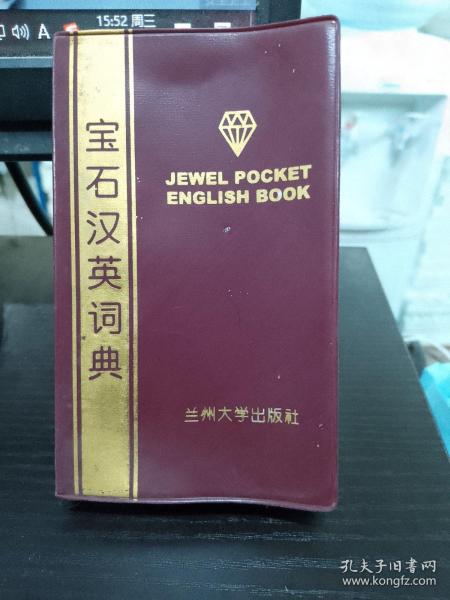 15:52 周三
A
宝石汉英词典
JEWEL POCKET
ENGLISH BOOK
兰州大学出版社
孔夫子旧书网
www.kongfz.com